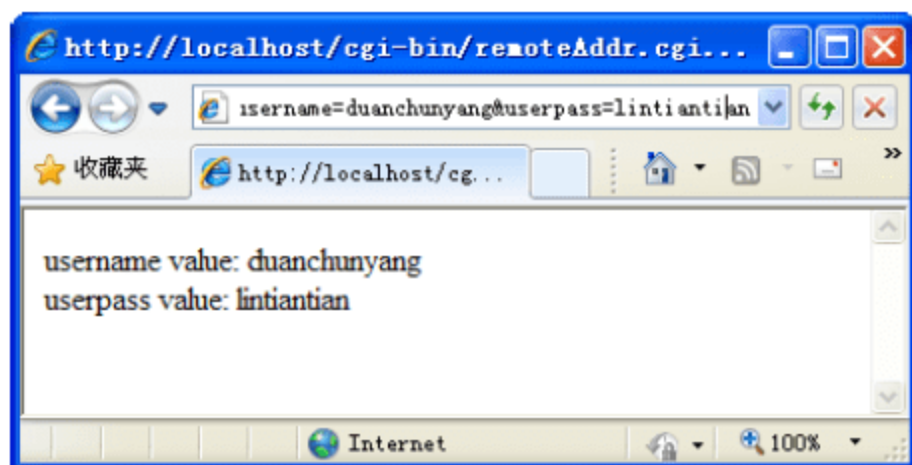 http://localhost/cgi-bin/remoteAddr.cgi...
username=duanchunyang&userpass=lintiantian
收藏夹
http://localhost/cg...
»
username value: duanchunyang
userpass value: lintiantian
Internet
100%